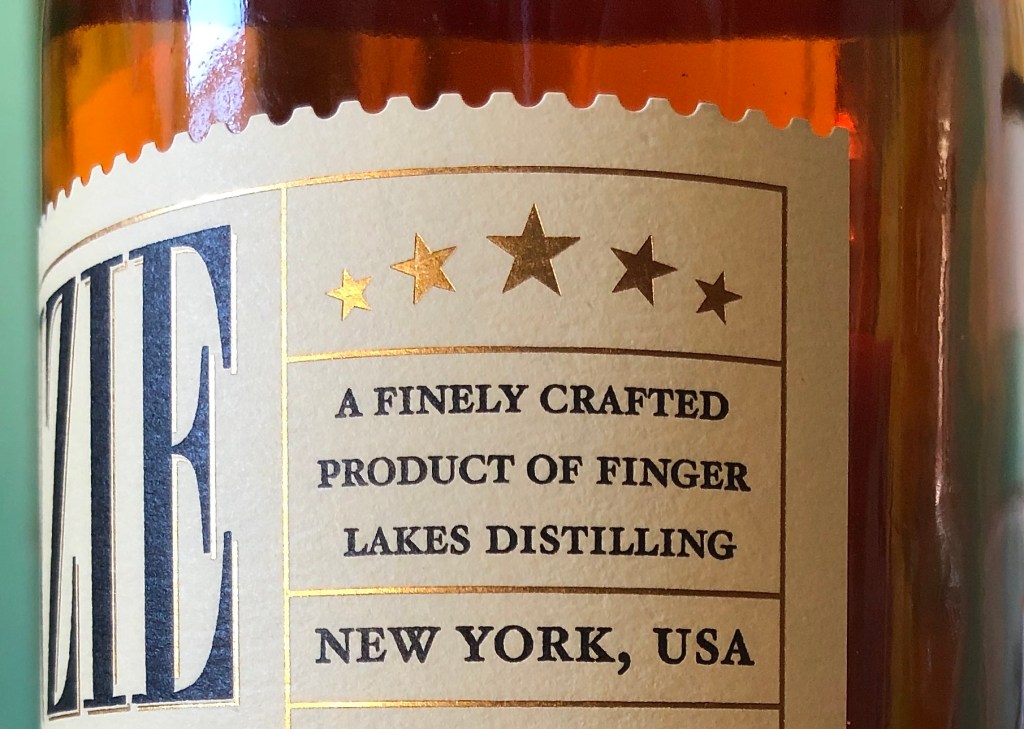 ZIE
A FINELY CRAFTED
PRODUCT OF FINGER
LAKES DISTILLING
NEW YORK, USA